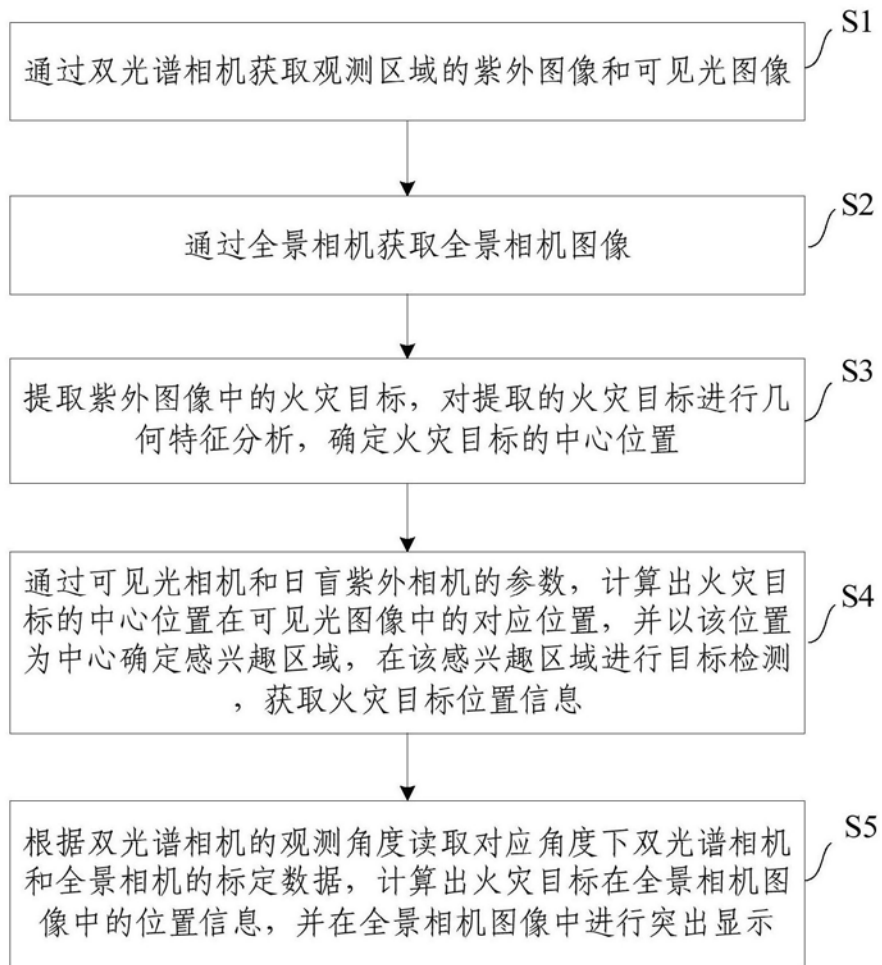 S1
通过双光谱相机获取观测区域的紫外图像和可见光图像
S2
通过全景相机获取全景相机图像
S3
提取紫外图像中的火灾目标，对提取的火灾目标进行几
何特征分析，确定火灾目标的中心位置
S4
通过可见光相机和日盲紫外相机的参数，计算出火灾目
标的中心位置在可见光图像中的对应位置，并以该位置
为中心确定感兴趣区域，在该感兴趣区域进行目标检测
，获取火灾目标位置信息
S5
根据双光谱相机的观测角度读取对应角度下双光谱相机
和全景相机的标定数据，计算出火灾目标在全景相机图
像中的位置信息，并在全景相机图像中进行突出显示